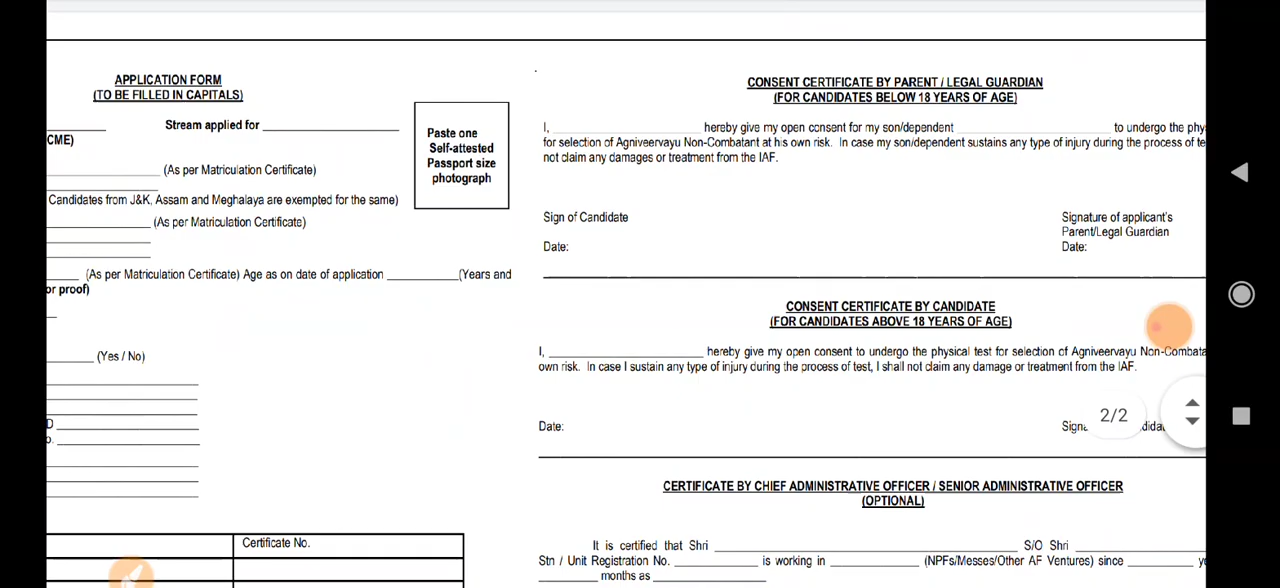 APPLICATION FORM
(TO BE FILLED IN CAPITALS)
Stream applied for
CME)
Paste one
Self-attested
Passport size
photograph
(As per Matriculation Certificate)
Candidates from J&K, Assam and Meghalaya are exempted for the same)
(As per Matriculation Certificate)
(As per Matriculation Certificate) Age as on date of application ____________ (Years and
or proof)
(Yes / No)
D
o.
Certificate No.
CONSENT CERTIFICATE BY PARENT / LEGAL GUARDIAN
(FOR CANDIDATES BELOW 18 YEARS OF AGE)
I, ____________ hereby give my open consent for my son/dependent ____________ to undergo the phy
for selection of Agniveervayu Non-Combatant at his own risk. In case my son/dependent sustains any type of injury during the process of te
not claim any damages or treatment from the IAF.
Sign of Candidate
Signature of applicant's
Parent/Legal Guardian
Date:
Date:
CONSENT CERTIFICATE BY CANDIDATE
(FOR CANDIDATES ABOVE 18 YEARS OF AGE)
I, ____________ hereby give my open consent to undergo the physical test for selection of Agniveervayu Non-Combata
own risk. In case I sustain any type of injury during the process of test, I shall not claim any damage or treatment from the IAF.
2/2
Date:
CERTIFICATE BY CHIEF ADMINISTRATIVE OFFICER / SENIOR ADMINISTRATIVE OFFICER
(OPTIONAL)
It is certified that Shri ____________ S/O Shri ____________
Stn / Unit Registration No. ____________ is working in ____________ (NPFs/Messes/Other AF Ventures) since ____________ y
____________ months as ____________